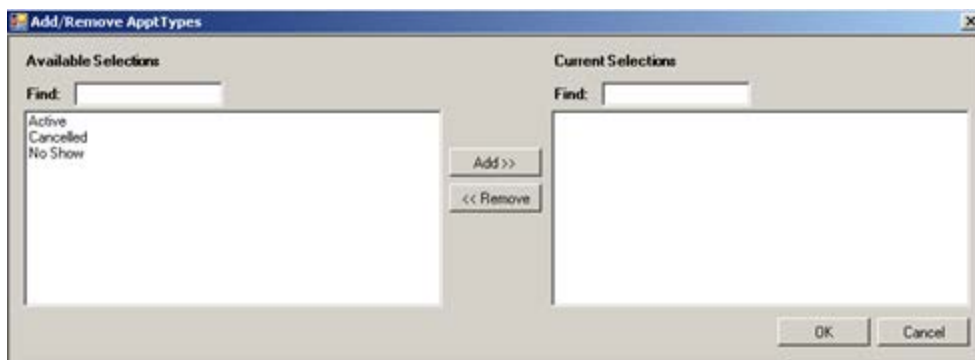 Add/Remove ApptTypes
Available Selections
Current Selections
Find:
Find:
Active
Cancelled
No Show
Add >>
<< Remove
OK
Cancel